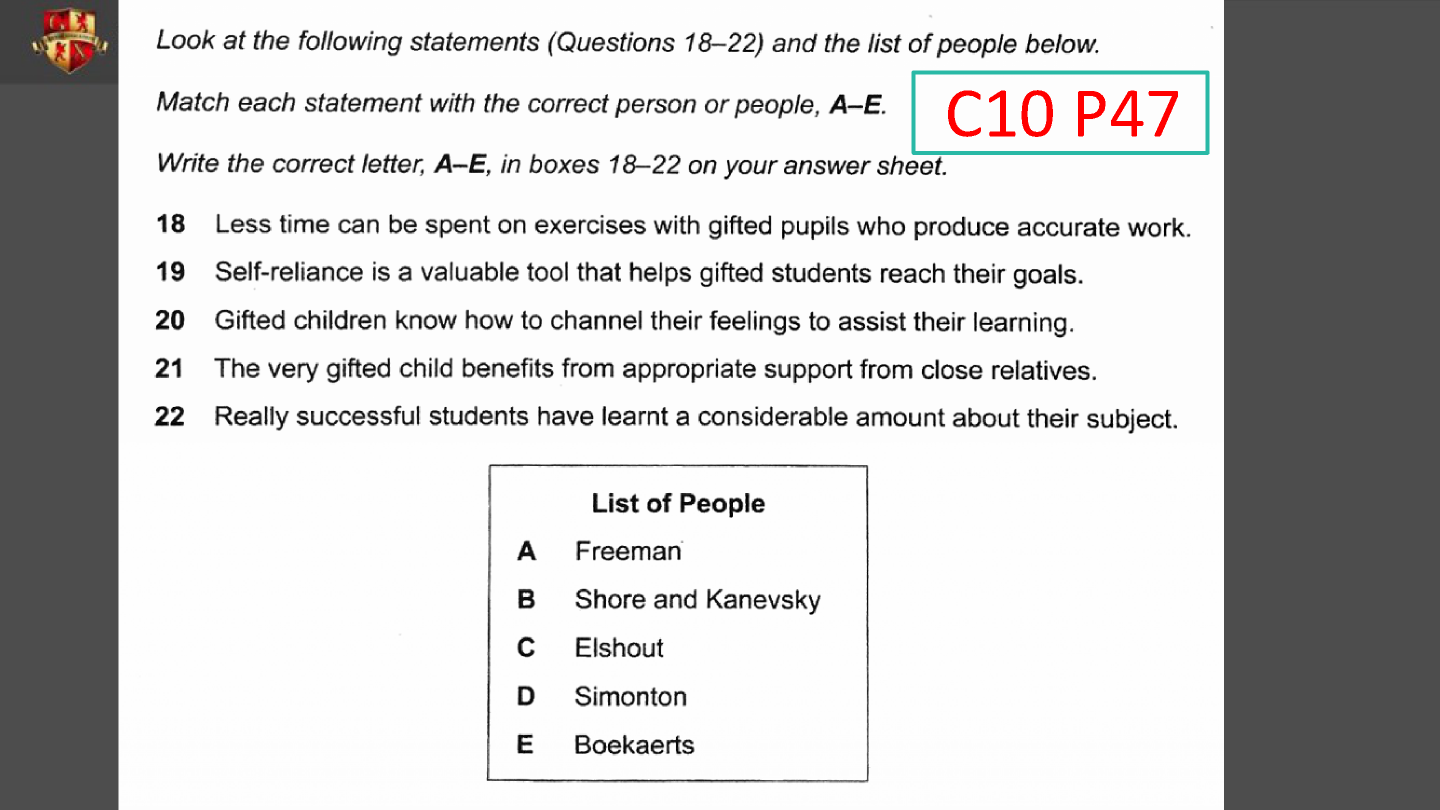 Look at the following statements (Questions 18–22) and the list of people below.
Match each statement with the correct person or people, A–E.
C10 P47
Write the correct letter, A–E, in boxes 18–22 on your answer sheet.
18 Less time can be spent on exercises with gifted pupils who produce accurate work.
19 Self-reliance is a valuable tool that helps gifted students reach their goals.
20 Gifted children know how to channel their feelings to assist their learning.
21 The very gifted child benefits from appropriate support from close relatives.
22 Really successful students have learnt a considerable amount about their subject.
List of People
A Freeman
B Shore and Kanevsky
C Elshout
D Simonton
E Boekaerts